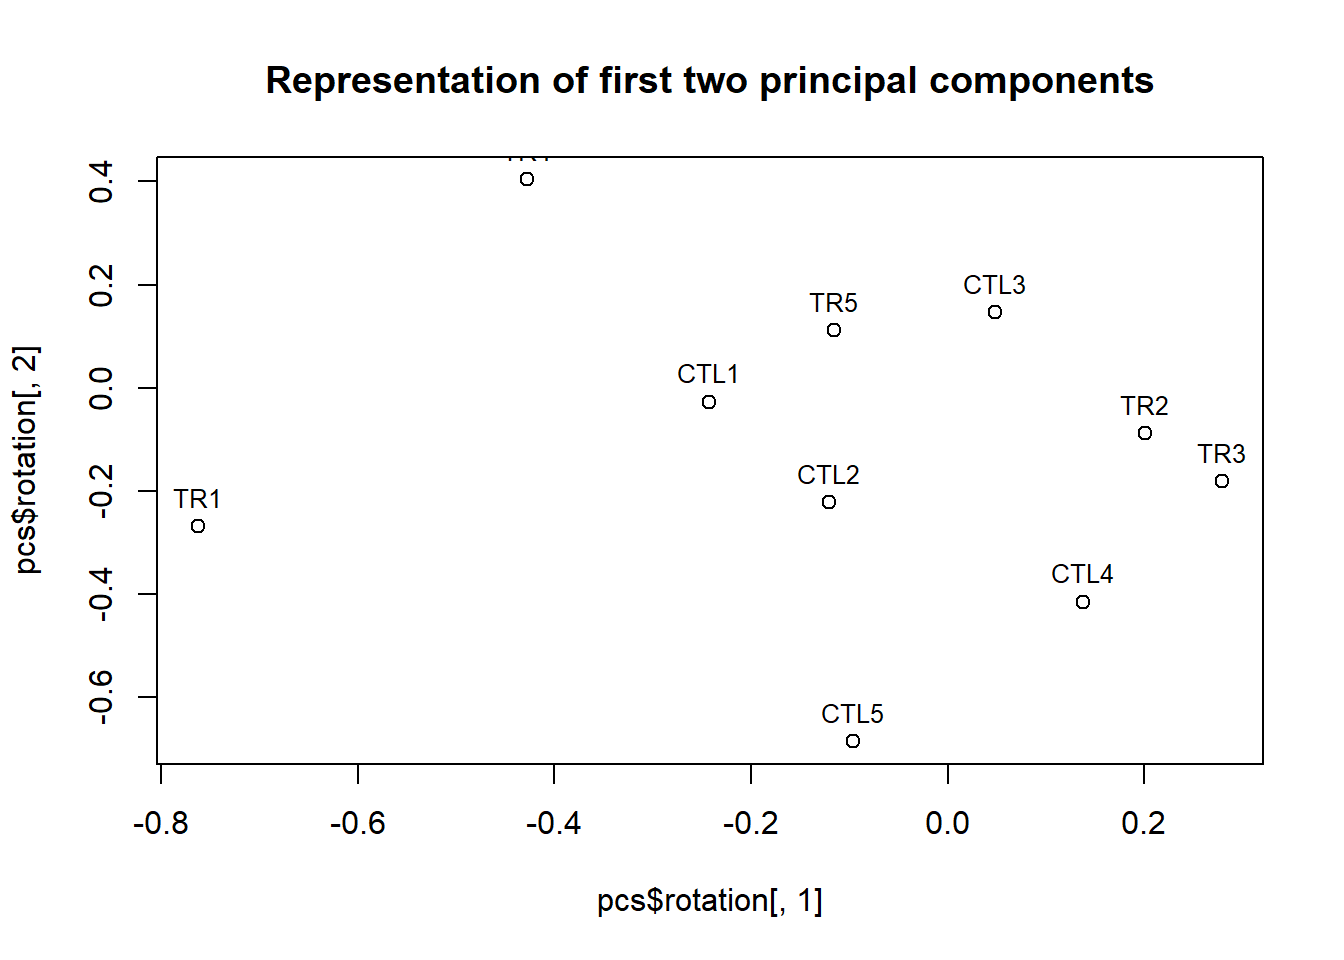 Representation of first two principal components
pcs$rotation[, 2]
0.4
0.2
0.0
-0.2
-0.4
-0.6
CTL3
TR5
CTL1
TR2
TR3
CTL2
TR1
CTL4
CTL5
-0.8 -0.6 -0.4 -0.2 0.0 0.2
pcs$rotation[, 1]